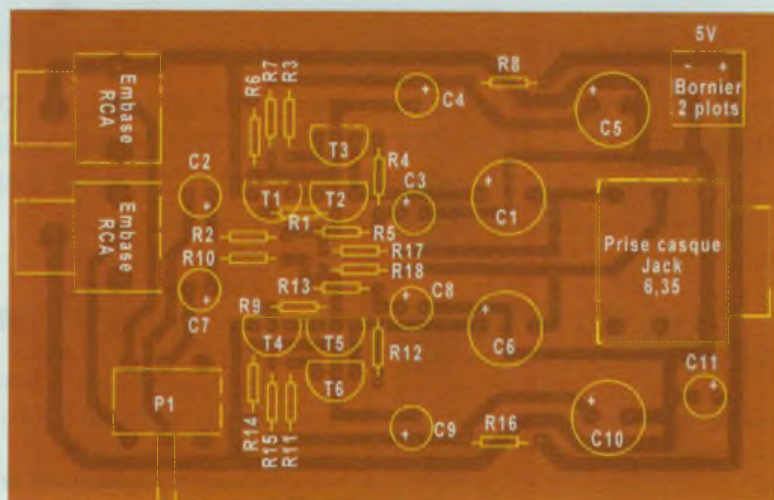 5V
- +
Bornier
2 plots
Embase
RCA
R6
R7
R3
C4
R8
C5
T3
C2
R4
C3
T1
T2
C1
Embase
RCA
R1
R2
R5
R17
R10
R18
Prise casque
Jack
6,35
R13
C7
R9
C8
T4
T5
R12
C6
T6
C11
P1
R14
R15
R11
C9
R16
C10